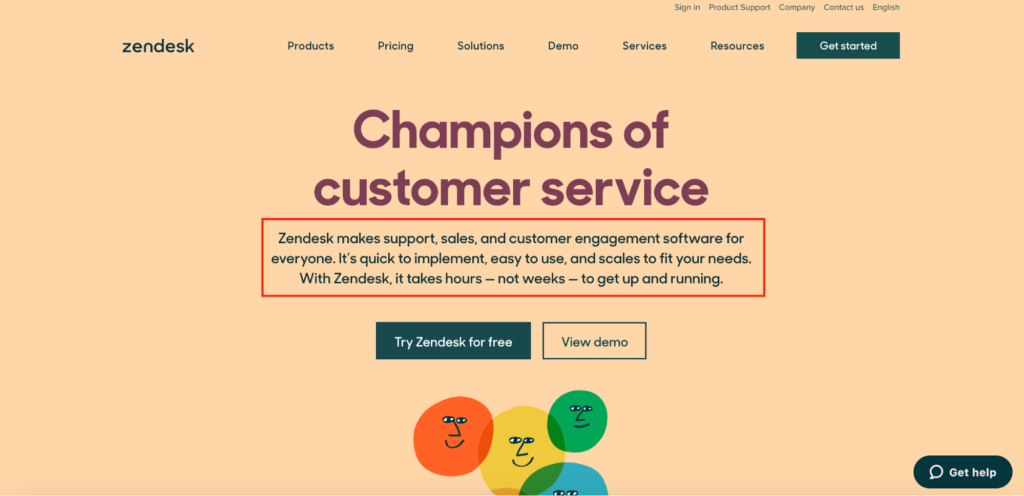 Sign in Product Support Company Contact us English
zendesk Products Pricing Solutions Demo Services Resources Get started
Champions of
customer service
Zendesk makes support, sales, and customer engagement software for
everyone. It's quick to implement, easy to use, and scales to fit your needs.
With Zendesk, it takes hours — not weeks — to get up and running.
Try Zendesk for free View demo
Get help